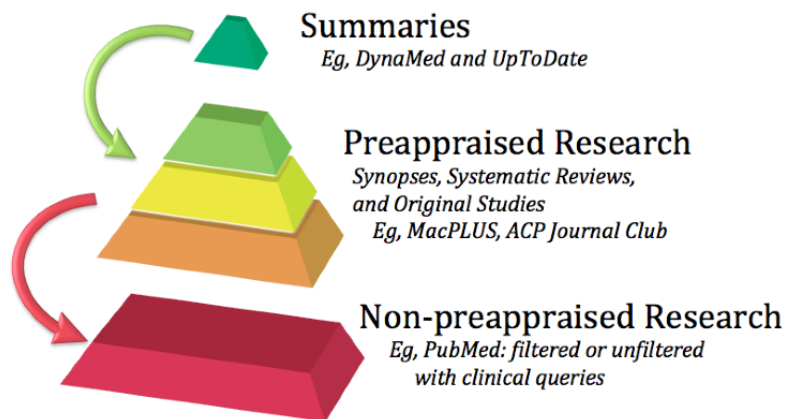 Summaries
Eg, DynaMed and UpToDate
Preappraised Research
Synopses, Systematic Reviews,
and Original Studies
Eg, MacPLUS, ACP Journal Club
Non-preappraised Research
Eg, PubMed: filtered or unfiltered
with clinical queries